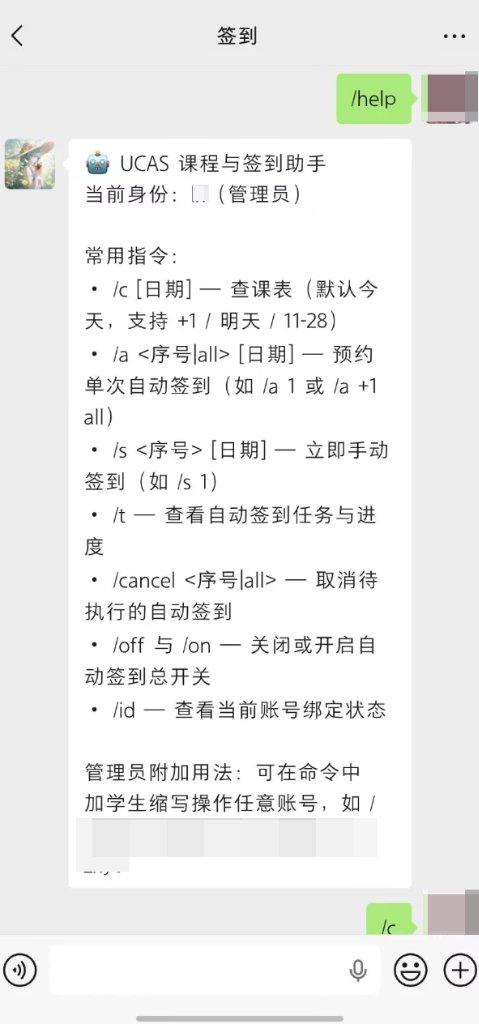 签到
/help
UCAS 课程与签到助手
当前身份：（管理员）
常用指令：
• /c [日期] — 查课表（默认今
天，支持 +1 / 明天 / 11-28）
• /a <序号|all> [日期] — 预约
单次自动签到（如 /a 1 或 /a +1
all）
• /s <序号> [日期] — 立即手动
签到（如 /s 1）
• /t — 查看自动签到任务与进
度
• /cancel <序号|all> — 取消待
执行的自动签到
• /off 与 /on — 关闭或开启自
动签到总开关
• /id — 查看当前账号绑定状态
管理员附加用法：可在命令中
加学生缩写操作任意账号，如 /
/c